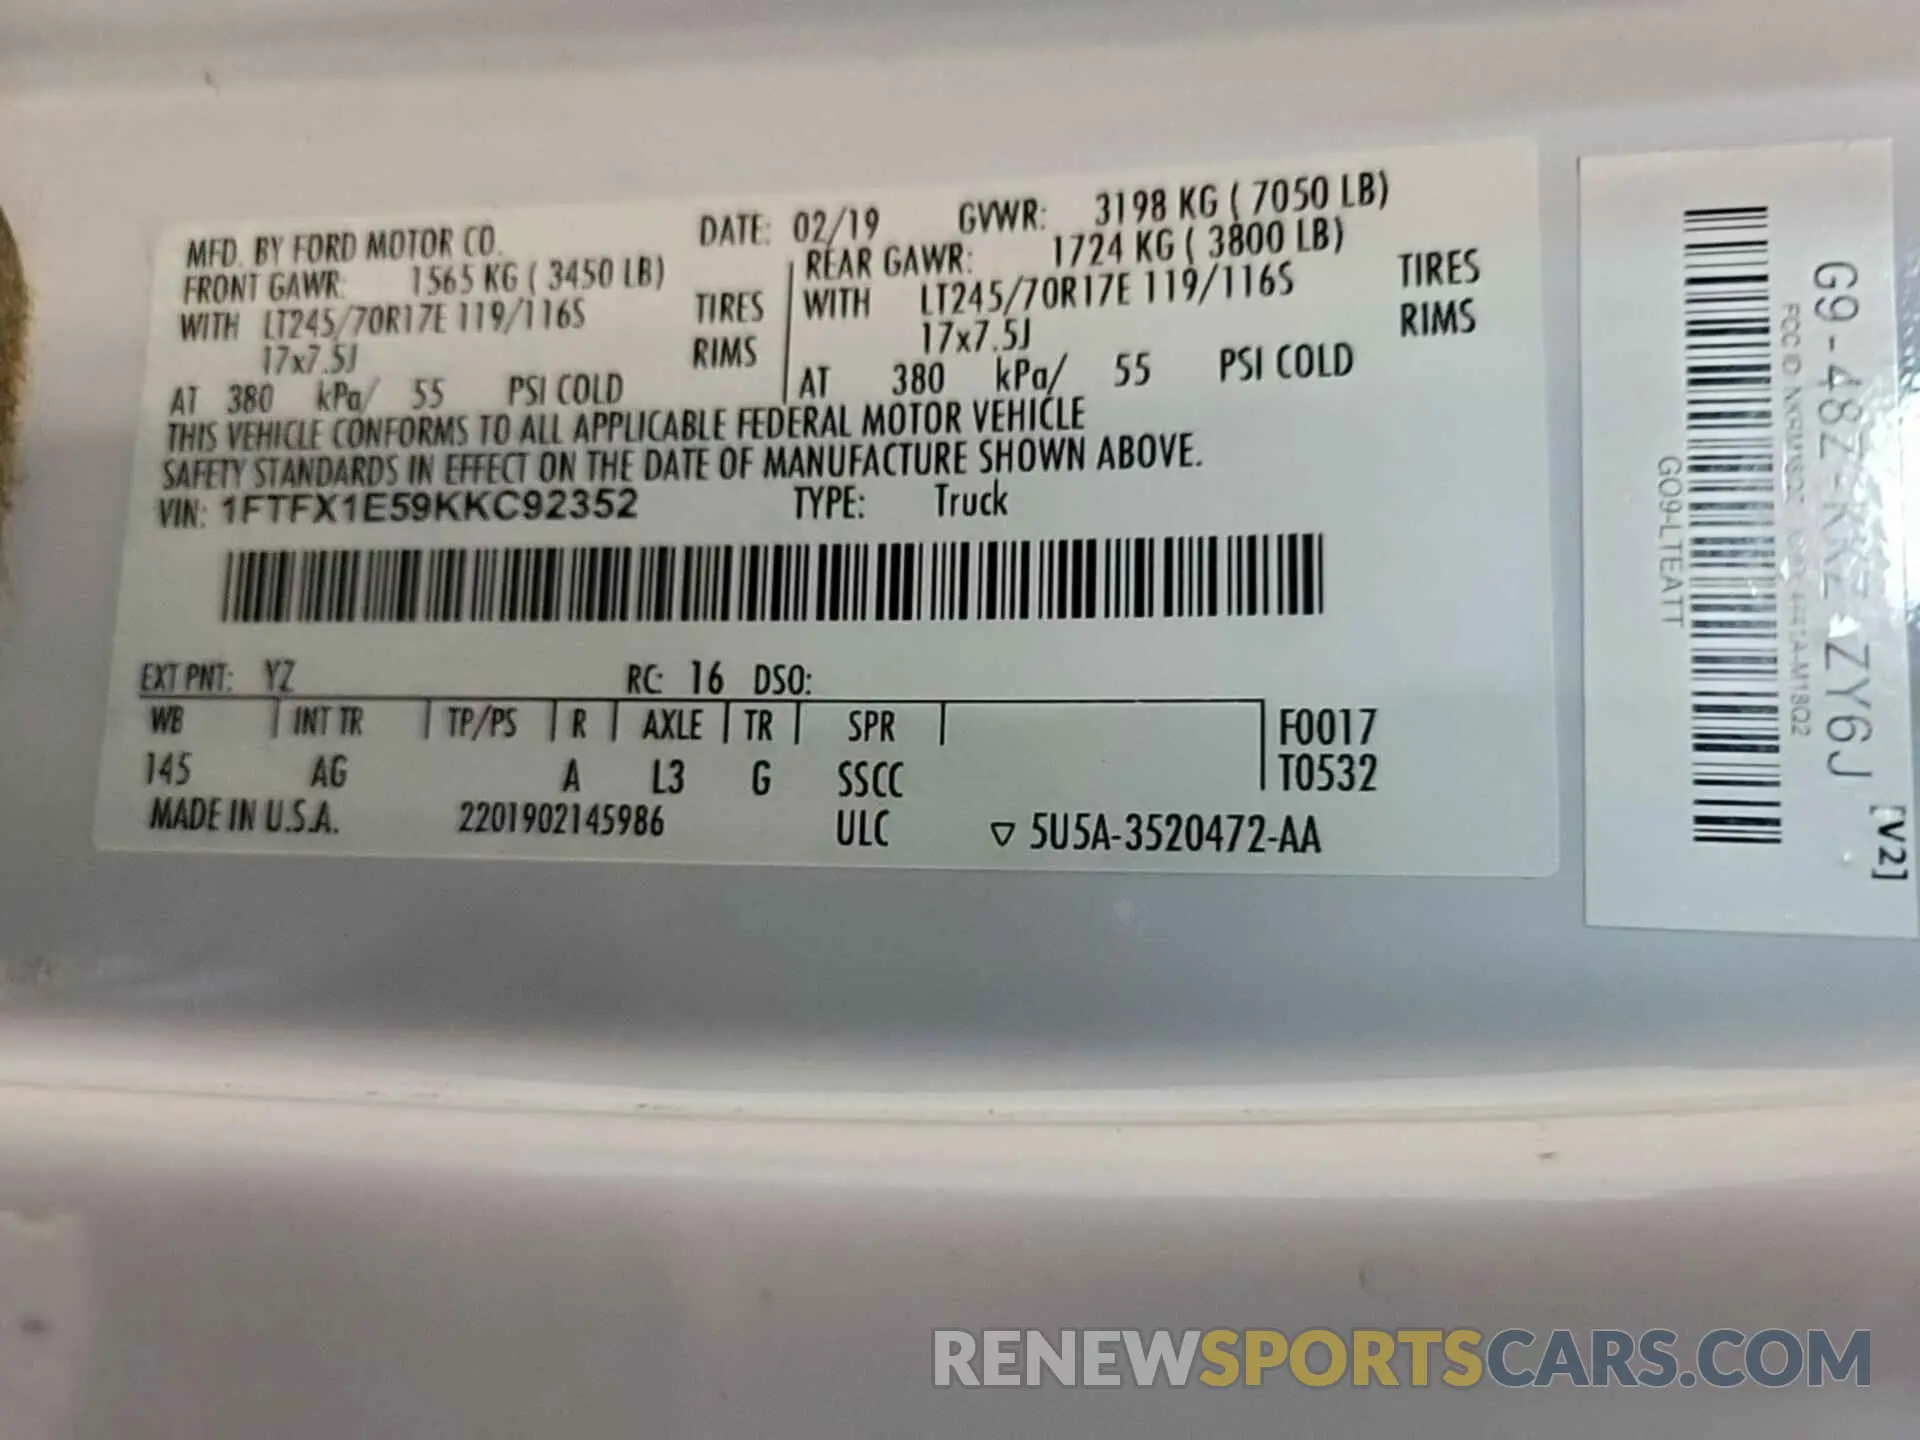 MFD. BY FORD MOTOR CO. DATE: 02/19 GVWR: 3198 KG ( 7050 LB)
FRONT GAWR: 1565 KG ( 3450 LB) REAR GAWR: 1724 KG ( 3800 LB)
WITH LT245/70R17E 119/116S TIRES WITH LT245/70R17E 119/116S TIRES
17x7.5J RIMS 17x7.5J RIMS
AT 380 kPa/ 55 PSI COLD AT 380 kPa/ 55 PSI COLD
THIS VEHICLE CONFORMS TO ALL APPLICABLE FEDERAL MOTOR VEHICLE
SAFETY STANDARDS IN EFFECT ON THE DATE OF MANUFACTURE SHOWN ABOVE.
VIN: 1FTFX1E59KKC92352 TYPE: Truck
EXT PNT: YZ RC: 16 DSO:
WB INT TR TP/PS R AXLE TR SPR F0017
145 AG A L3 G SSCC T0532
MADE IN U.S.A. 2201902145986 ULC ▽ 5U5A-3520472-AA
G9-48Z-KKZ-ZY6J
[V2]
FCC ID
GO9-LTEATT
RENEWSPORTSCARS.COM